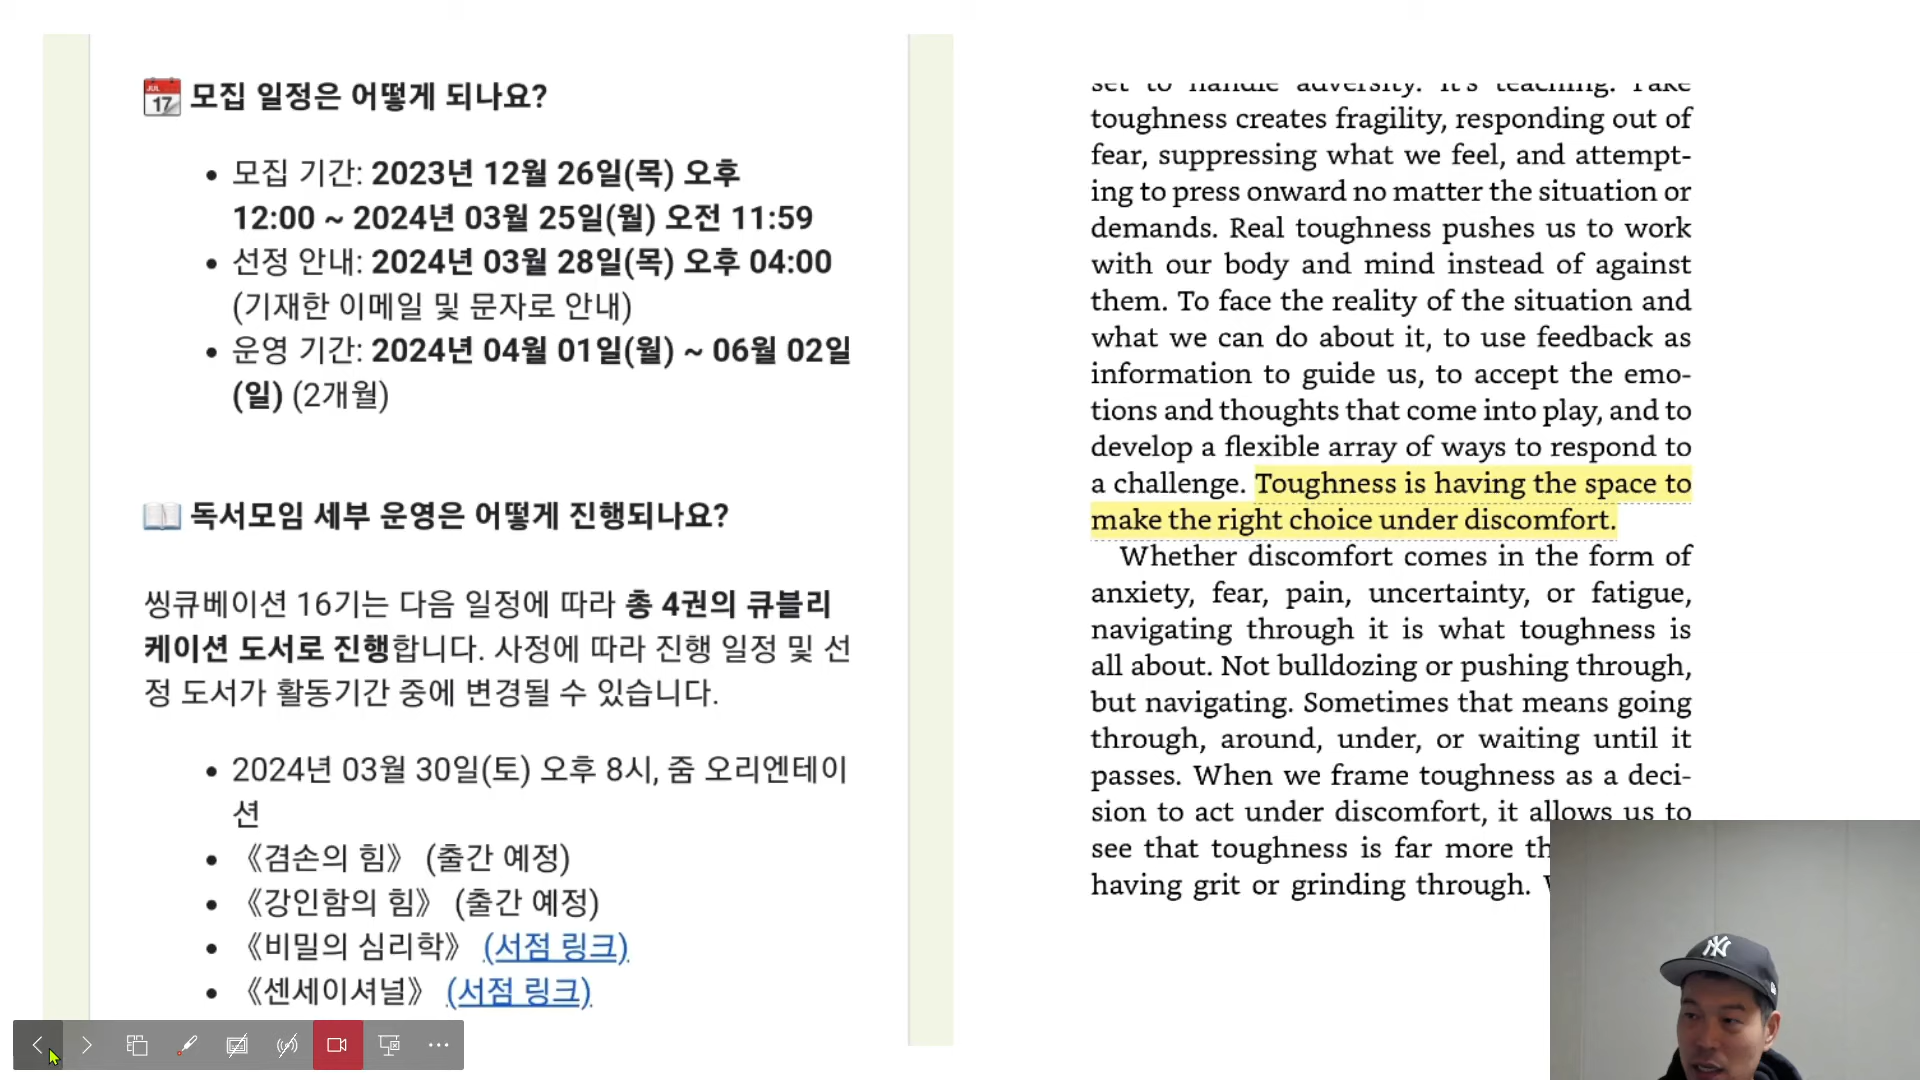 JUL
17
모집 일정은 어떻게 되나요?
모집 기간: 2023년 12월 26일(목) 오후
12:00 ~ 2024년 03월 25일(월) 오전 11:59
선정 안내: 2024년 03월 28일(목) 오후 04:00
(기재한 이메일 및 문자로 안내)
운영 기간: 2024년 04월 01일(월) ~ 06월 02일
(일) (2개월)
독서모임 세부 운영은 어떻게 진행되나요?
씽큐베이션 16기는 다음 일정에 따라 총 4권의 큐블리
케이션 도서로 진행합니다. 사정에 따라 진행 일정 및 선
정 도서가 활동기간 중에 변경될 수 있습니다.
2024년 03월 30일(토) 오후 8시, 줌 오리엔테이
션
《겸손의 힘》 (출간 예정)
《강인함의 힘》 (출간 예정)
《비밀의 심리학》 (서점 링크)
《센세이셔널》 (서점 링크)
set to handle adversity. It's teaching. Fake
toughness creates fragility, responding out of
fear, suppressing what we feel, and attempt-
ing to press onward no matter the situation or
demands. Real toughness pushes us to work
with our body and mind instead of against
them. To face the reality of the situation and
what we can do about it, to use feedback as
information to guide us, to accept the emo-
tions and thoughts that come into play, and to
develop a flexible array of ways to respond to
a challenge. Toughness is having the space to
make the right choice under discomfort.
Whether discomfort comes in the form of
anxiety, fear, pain, uncertainty, or fatigue,
navigating through it is what toughness is
all about. Not bulldozing or pushing through,
but navigating. Sometimes that means going
through, around, under, or waiting until it
passes. When we frame toughness as a deci-
sion to act under discomfort, it allows us to
see that toughness is far more
having grit or grinding through.
NY